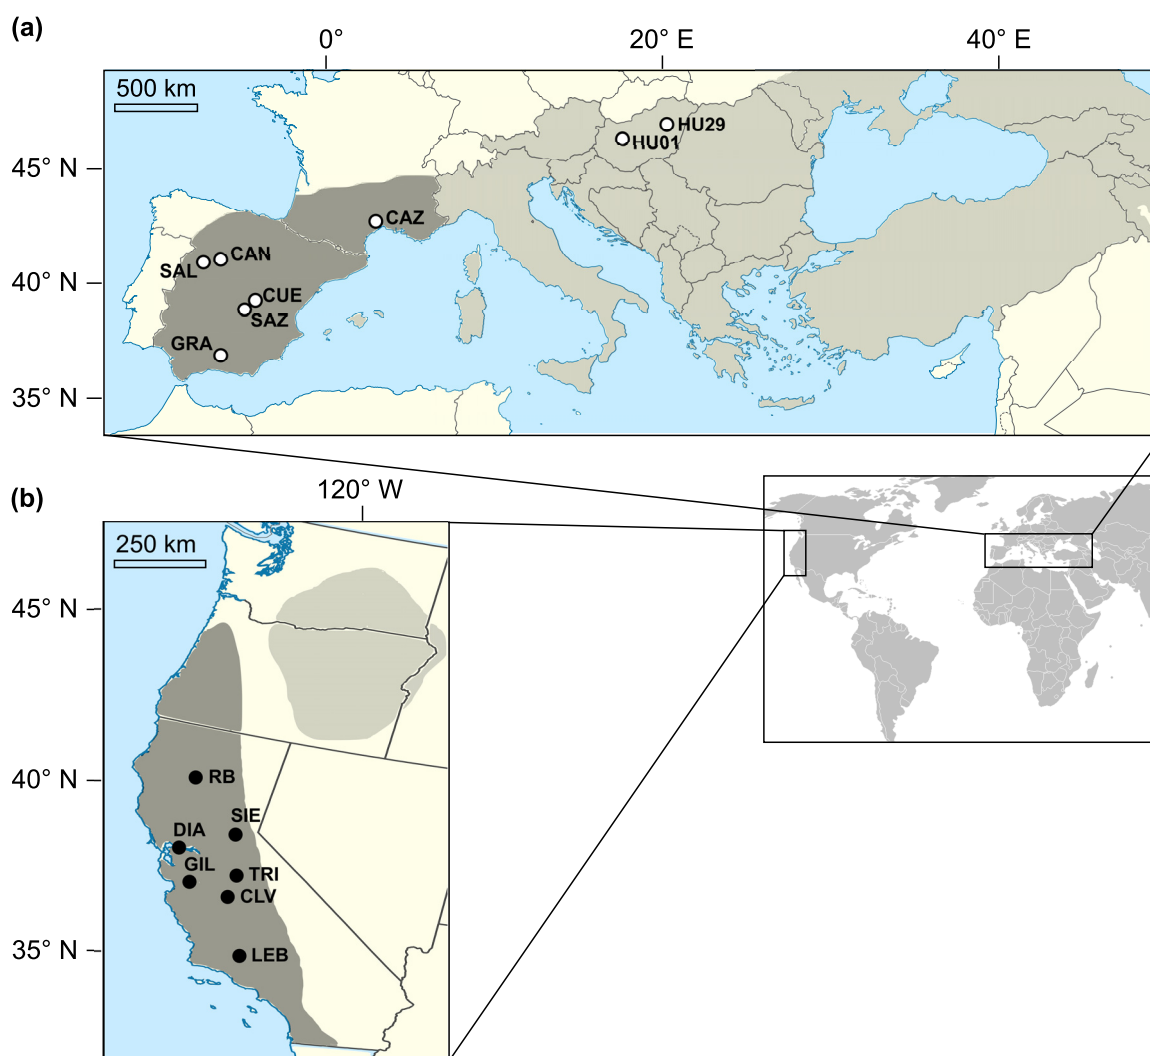 (a)
0° 20° E 40° E
500 km
45° N
40° N
35° N
HU29
HU01
CAZ
CAN
SAL
CUE
SAZ
GRA
(b)
120° W
250 km
45° N
40° N
35° N
RB
SIE
DIA
GIL
TRI
CLV
LEB